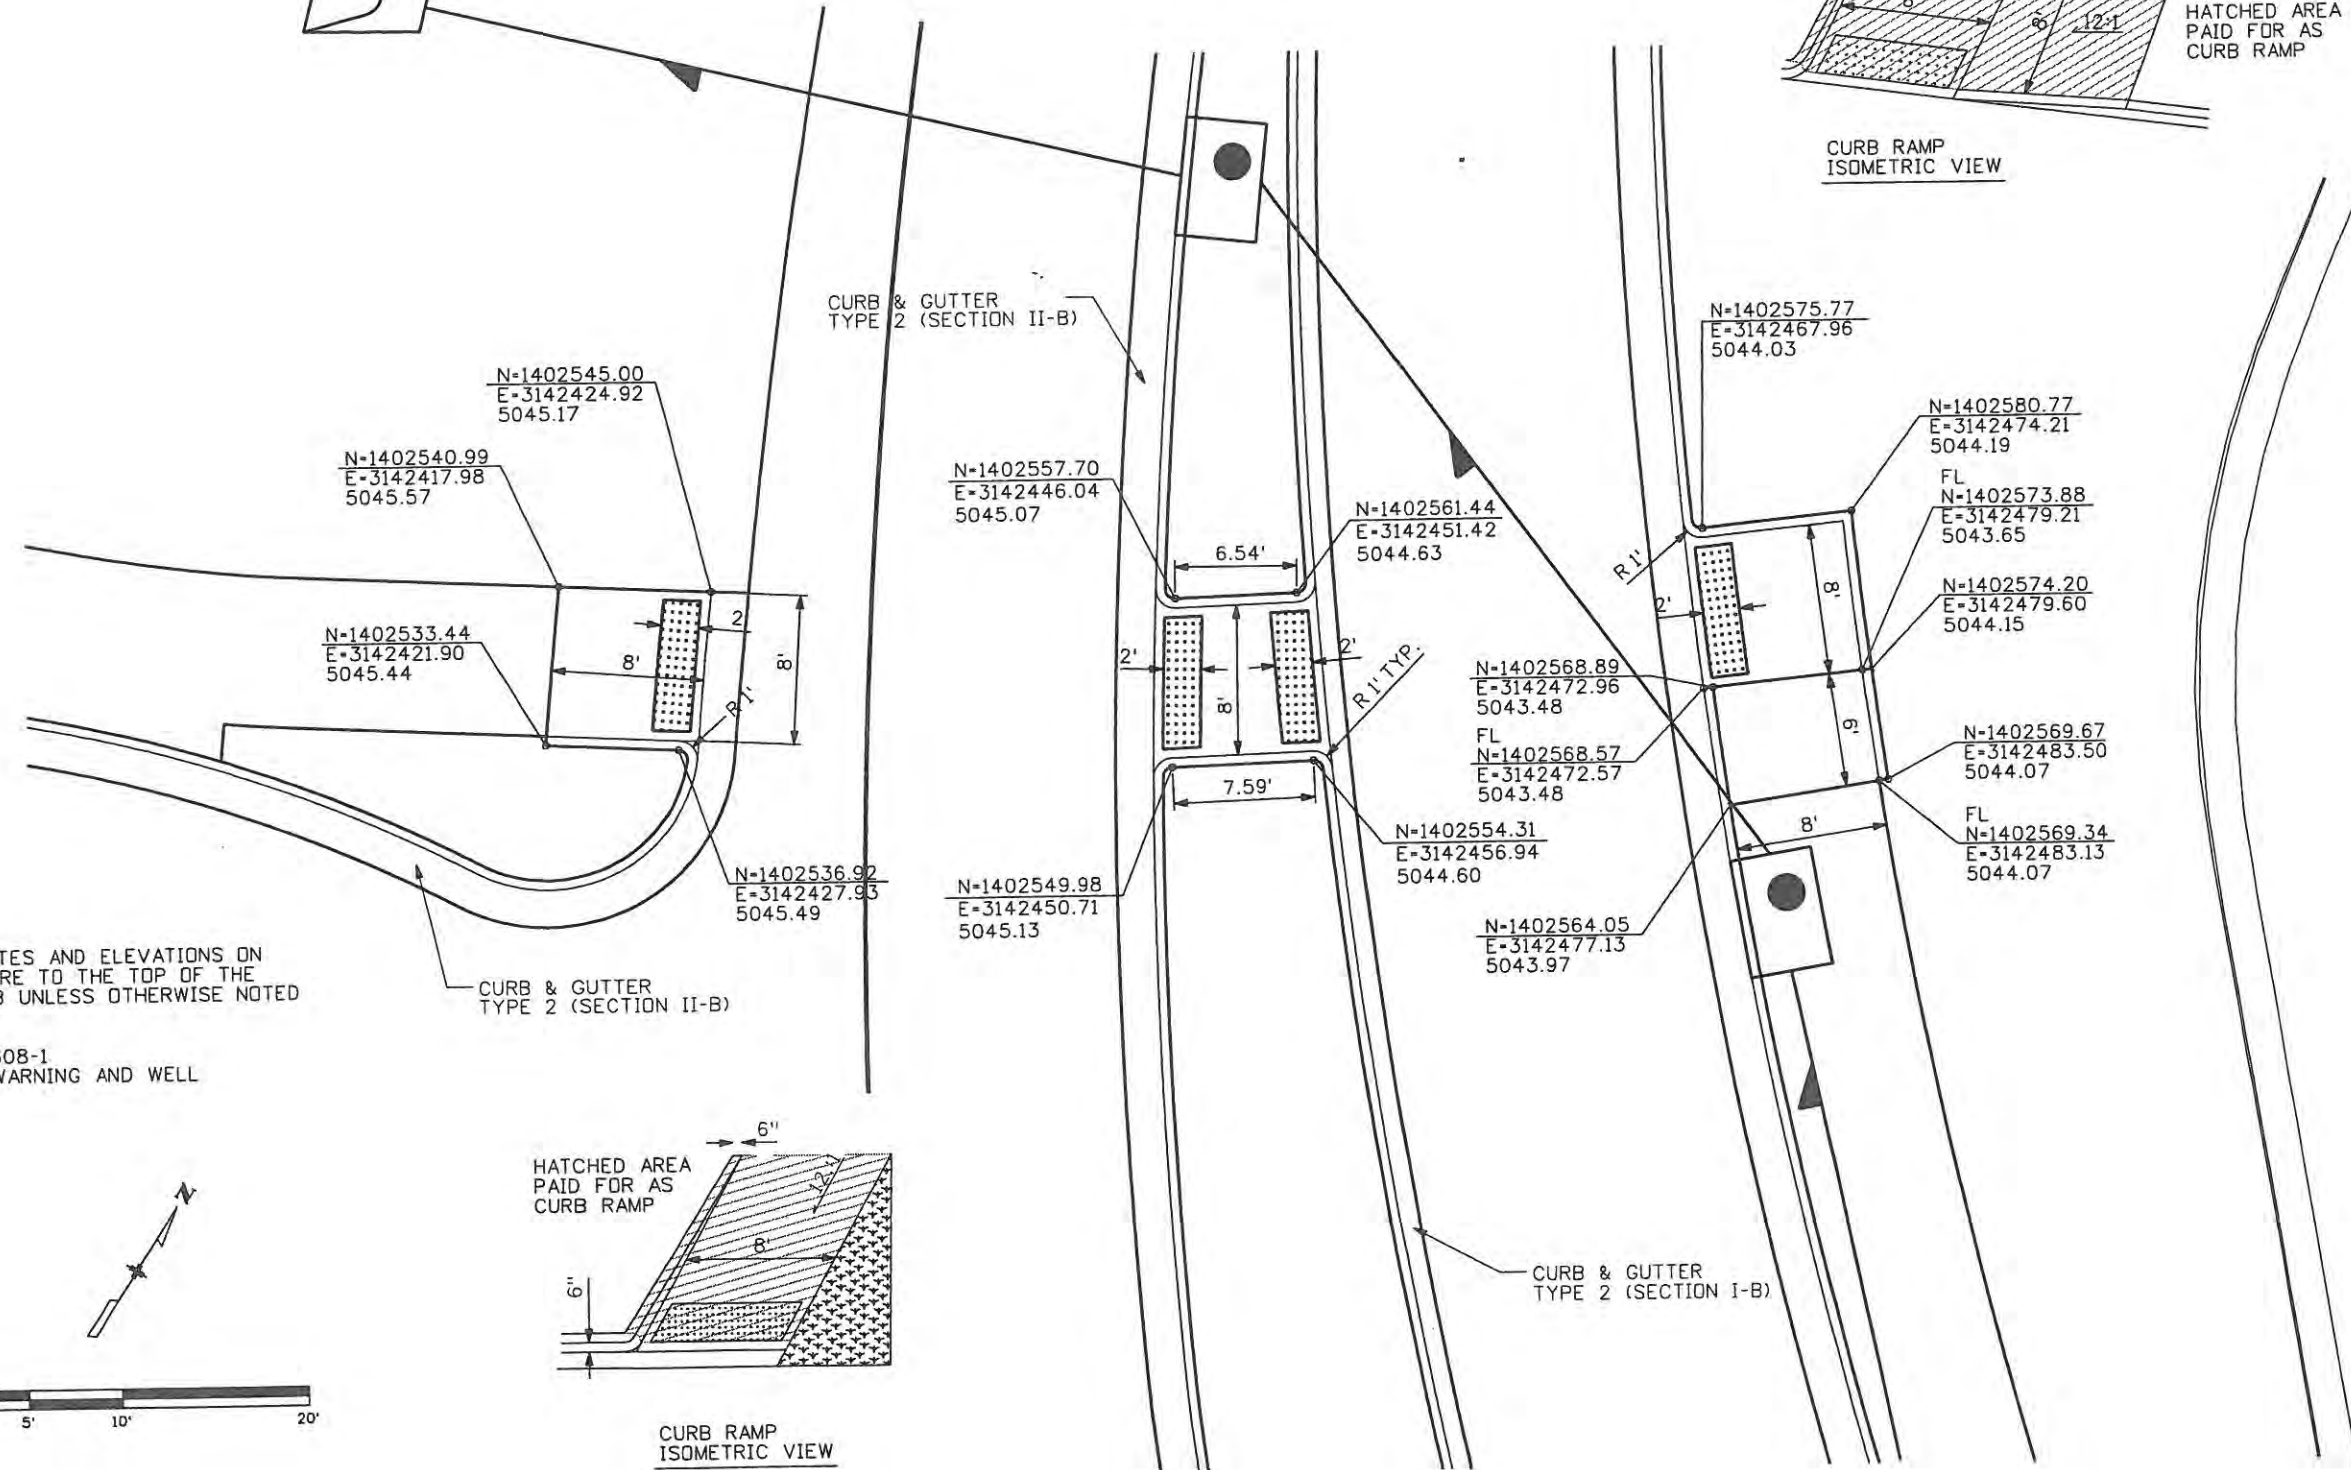 HATCHED AREA
PAID FOR AS
CURB RAMP
8'
6'
12:1
CURB RAMP
ISOMETRIC VIEW
CURB & GUTTER
TYPE 2 (SECTION II-B)
N=1402575.77
E=3142467.96
5044.03
N=1402545.00
E=3142424.92
5045.17
N=1402580.77
E=3142474.21
5044.19
N=1402540.99
E=3142417.98
5045.57
N=1402557.70
E=3142446.04
5045.07
FL
N=1402573.88
E=3142479.21
5043.65
N=1402561.44
E=3142451.42
5044.63
6.54'
R 1'
8'
N=1402574.20
E=3142479.60
5044.15
2'
2'
N=1402533.44
E=3142421.90
5045.44
8'
8'
R 1'
2'
8'
2'
R 1' TYP.
N=1402568.89
E=3142472.96
5043.48
6'
FL
N=1402568.57
E=3142472.57
5043.48
N=1402569.67
E=3142483.50
5044.07
7.59'
FL
N=1402569.34
E=3142483.13
5044.07
8'
N=1402554.31
E=3142456.94
5044.60
N=1402536.92
E=3142427.93
5045.49
N=1402549.98
E=3142450.71
5045.13
N=1402564.05
E=3142477.13
5043.97
TES AND ELEVATIONS ON
RE TO THE TOP OF THE
B UNLESS OTHERWISE NOTED
CURB & GUTTER
TYPE 2 (SECTION II-B)
608-1
WARNING AND WELL
6"
HATCHED AREA
PAID FOR AS
CURB RAMP
12:1
8'
6"
N
CURB & GUTTER
TYPE 2 (SECTION I-B)
5'
10'
20'
CURB RAMP
ISOMETRIC VIEW